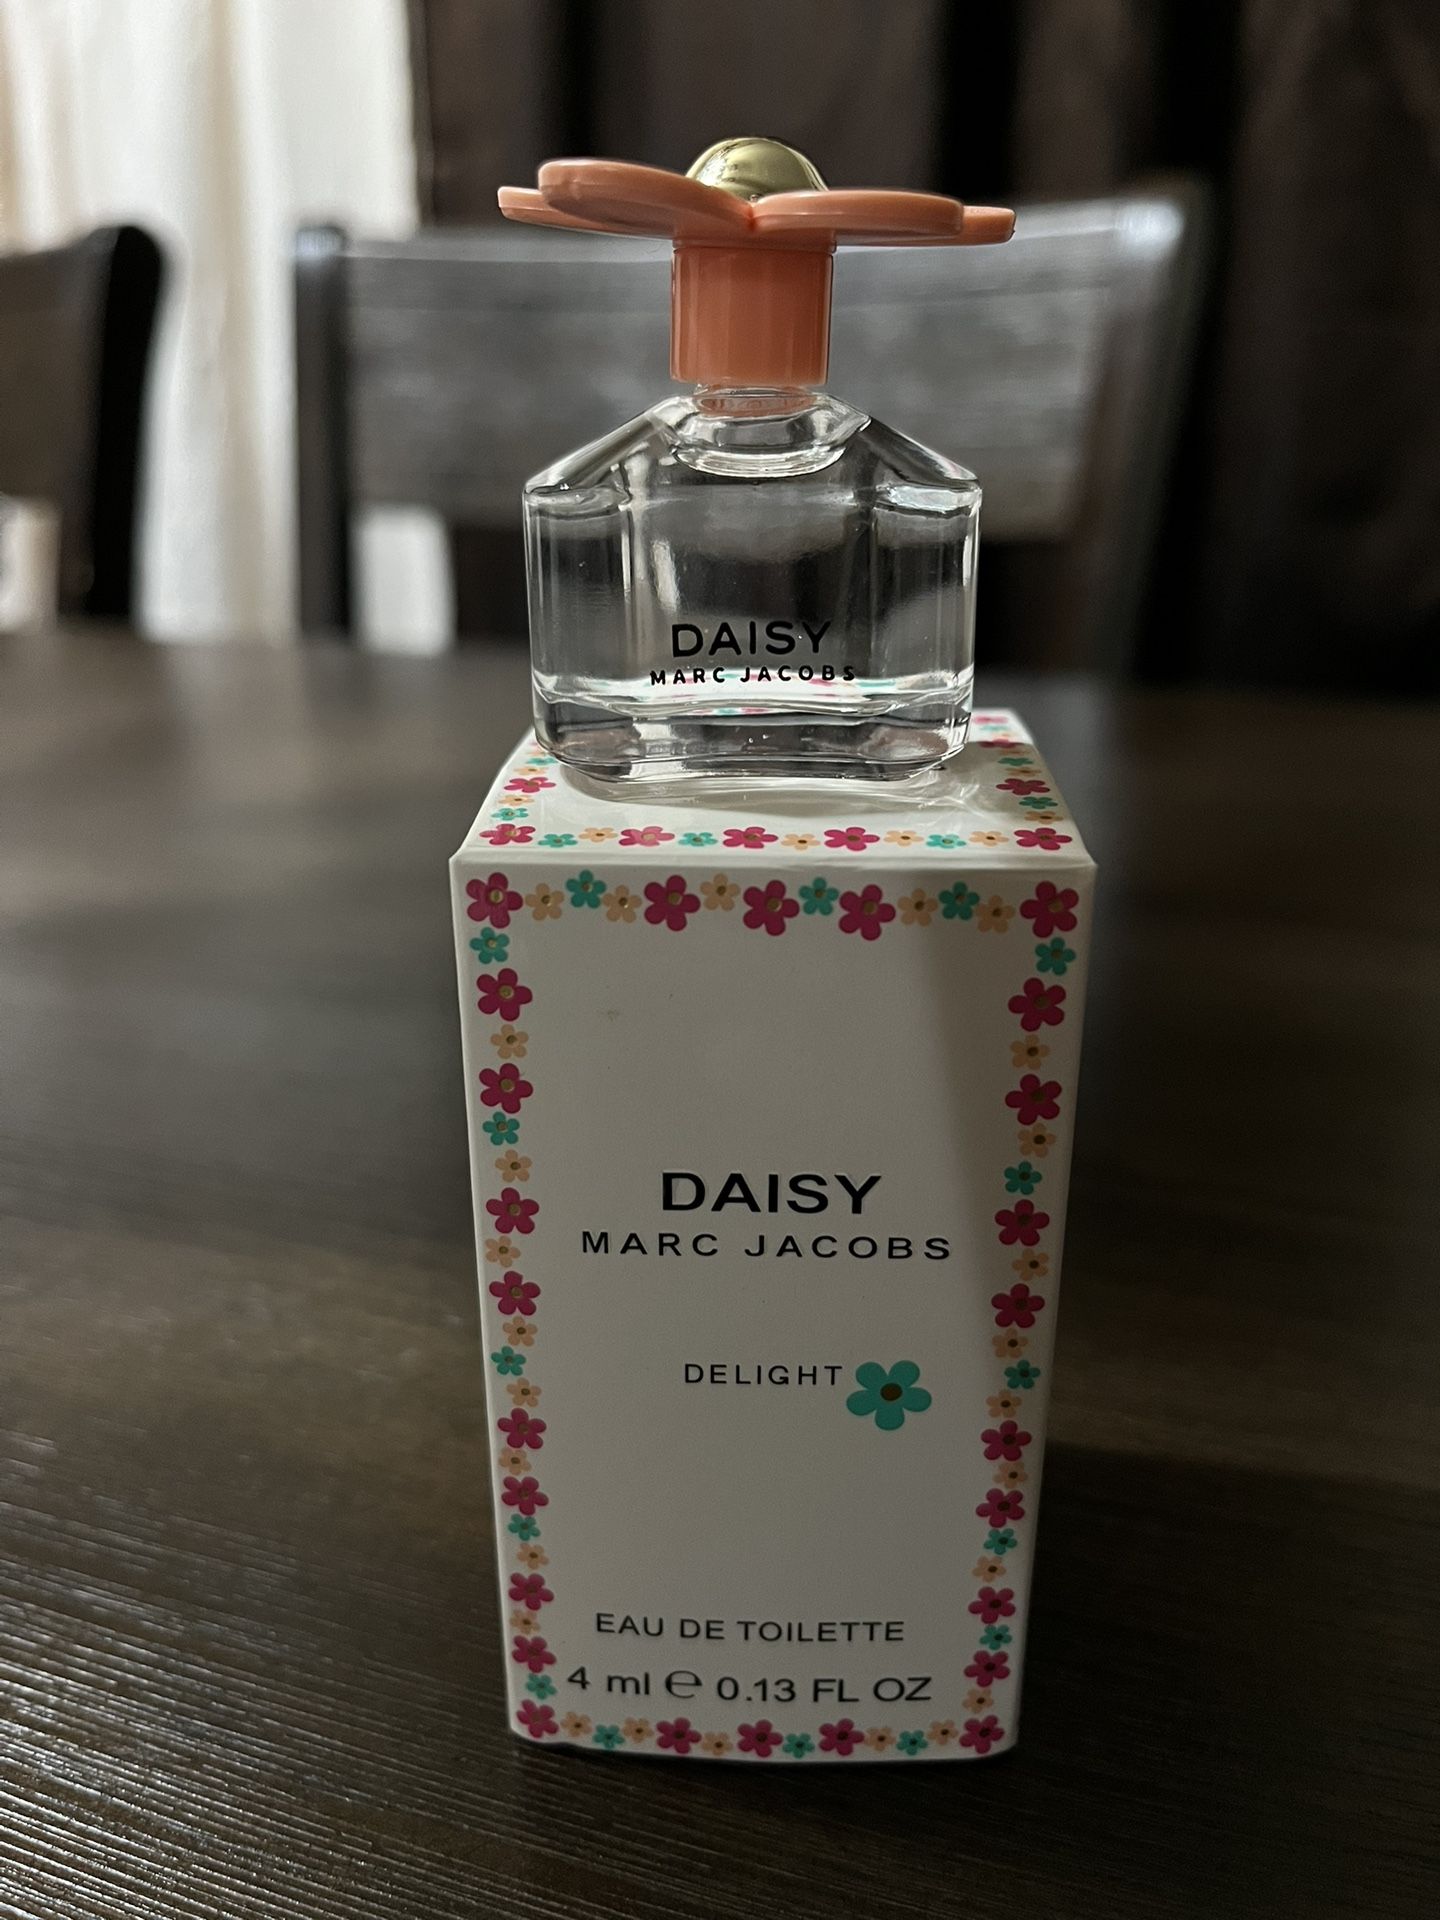 DAISY
MARC JACOBS
DAISY
MARC JACOBS
DELIGHT
EAU DE TOILETTE
4 ml ℮ 0.13 FL OZ